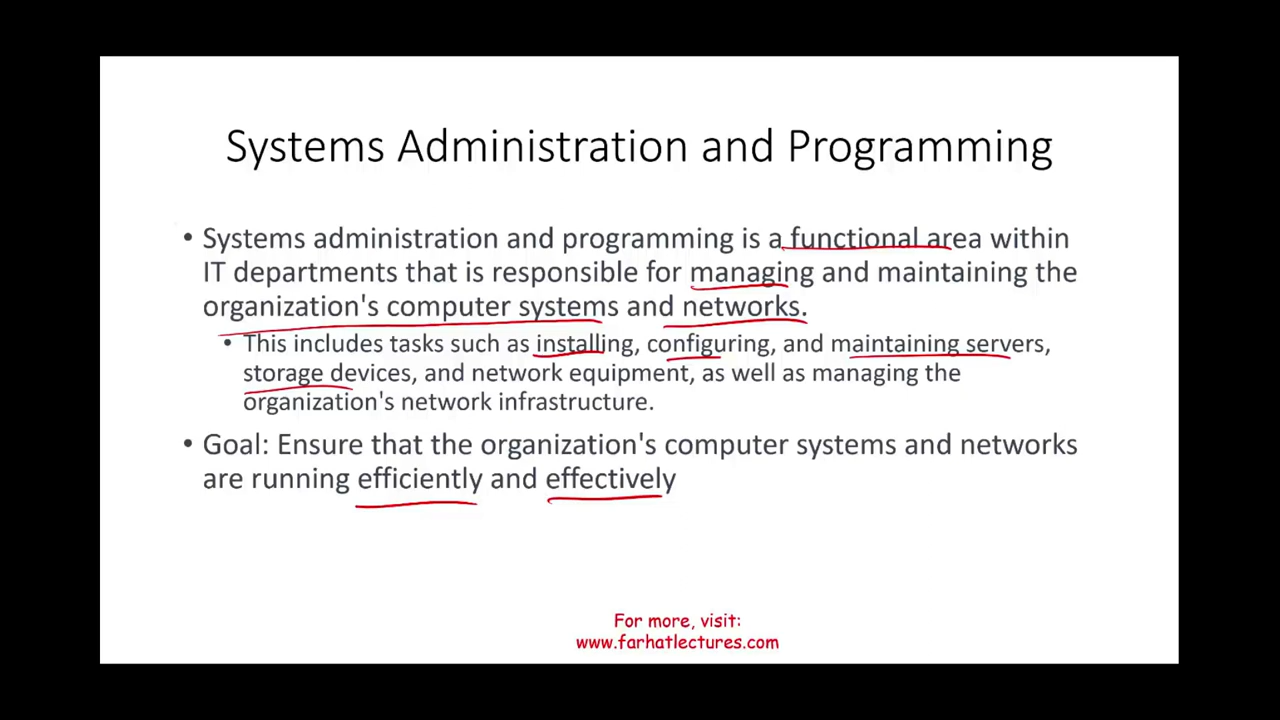 Systems Administration and Programming
• Systems administration and programming is a functional area within
IT departments that is responsible for managing and maintaining the
organization's computer systems and networks.
• This includes tasks such as installing, configuring, and maintaining servers,
storage devices, and network equipment, as well as managing the
organization's network infrastructure.
• Goal: Ensure that the organization's computer systems and networks
are running efficiently and effectively
For more, visit:
www.farhatlectures.com